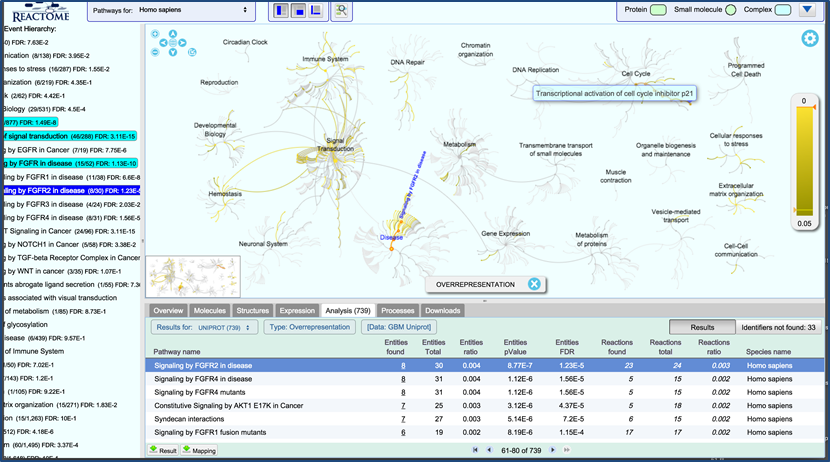 REACTOME
Pathways for: Homo sapiens
Protein Small molecule Complex
Event Hierarchy:
0) FDR: 7.63E-2
nication (8/138) FDR: 3.95E-2
nses to stress (16/287) FDR: 1.55E-2
anization (6/219) FDR: 4.35E-1
k (2/62) FDR: 4.42E-1
Biology (29/531) FDR: 4.5E-4
/877) FDR: 1.49E-8
of signal transduction (46/288) FDR: 3.11E-15
g by EGFR in Cancer (7/19) FDR: 7.75E-6
g by FGFR in disease (15/52) FDR: 1.13E-10
ing by FGFR1 in disease (11/38) FDR: 6.6E-8
ling by FGFR2 in disease (8/30) FDR: 1.23E-
ing by FGFR3 in disease (4/24) FDR: 2.03E-2
ing by FGFR4 in disease (8/31) FDR: 1.56E-5
T Signaling in Cancer (24/96) FDR: 3.11E-15
g by NOTCH1 in Cancer (5/58) FDR: 3.38E-2
g by TGF-beta Receptor Complex in Cancer
g by WNT in cancer (3/35) FDR: 1.07E-1
nts abrogate ligand secretion (1/55) FDR: 7.3
s associated with visual transduction
of metabolism (1/85) FDR: 8.73E-1
of glycosylation
isease (6/439) FDR: 9.57E-1
of Immune System
/50) FDR: 7.02E-1
/143) FDR: 1.2E-1
s (1/105) FDR: 9.22E-1
trix organization (15/271) FDR: 1.83E-2
tion (15/1,263) FDR: 10E-1
/512) FDR: 4.18E-6
m (60/1,495) FDR: 3.37E-4
Circadian Clock
Immune System
DNA Repair
Chromatin
organization
DNA Replication
Cell Cycle
Programmed
Cell Death
Reproduction
Transcriptional activation of cell cycle inhibitor p21
0
0.05
Developmental
Biology
Signal
Transduction
Metabolism
Transmembrane transport
of small molecules
Organelle biogenesis
and maintenance
Cellular responses
to stress
Signaling by FGFR2 in disease
Muscle
contraction
Hemostasis
Extracellular
matrix organization
Vesicle-mediated
transport
Disease
Gene Expression
Metabolism
of proteins
Neuronal System
Cell-Cell
communication
OVERREPRESENTATION
Overview Molecules Structures Expression Analysis (739) Processes Downloads
Results for: UNIPROT (739) Type: Overrepresentation [Data: GBM Uniprot] Results Identifiers not found: 33
Pathway name Entities found Entities Total Entities ratio Entities pValue Entities FDR Reactions found Reactions total Reactions ratio Species name
Signaling by FGFR2 in disease 8 30 0.004 8.77E-7 1.23E-5 23 24 0.003 Homo sapiens
Signaling by FGFR4 in disease 8 31 0.004 1.12E-6 1.56E-5 5 15 0.002 Homo sapiens
Signaling by FGFR4 mutants 8 31 0.004 1.12E-6 1.56E-5 5 15 0.002 Homo sapiens
Constitutive Signaling by AKT1 E17K in Cancer 7 25 0.003 3.12E-6 4.37E-5 5 18 0.002 Homo sapiens
Syndecan interactions 7 27 0.003 5.14E-6 7.2E-5 6 15 0.002 Homo sapiens
Signaling by FGFR1 fusion mutants 6 19 0.002 8.19E-6 1.15E-4 17 17 0.002 Homo sapiens
Result Mapping 61-80 of 739